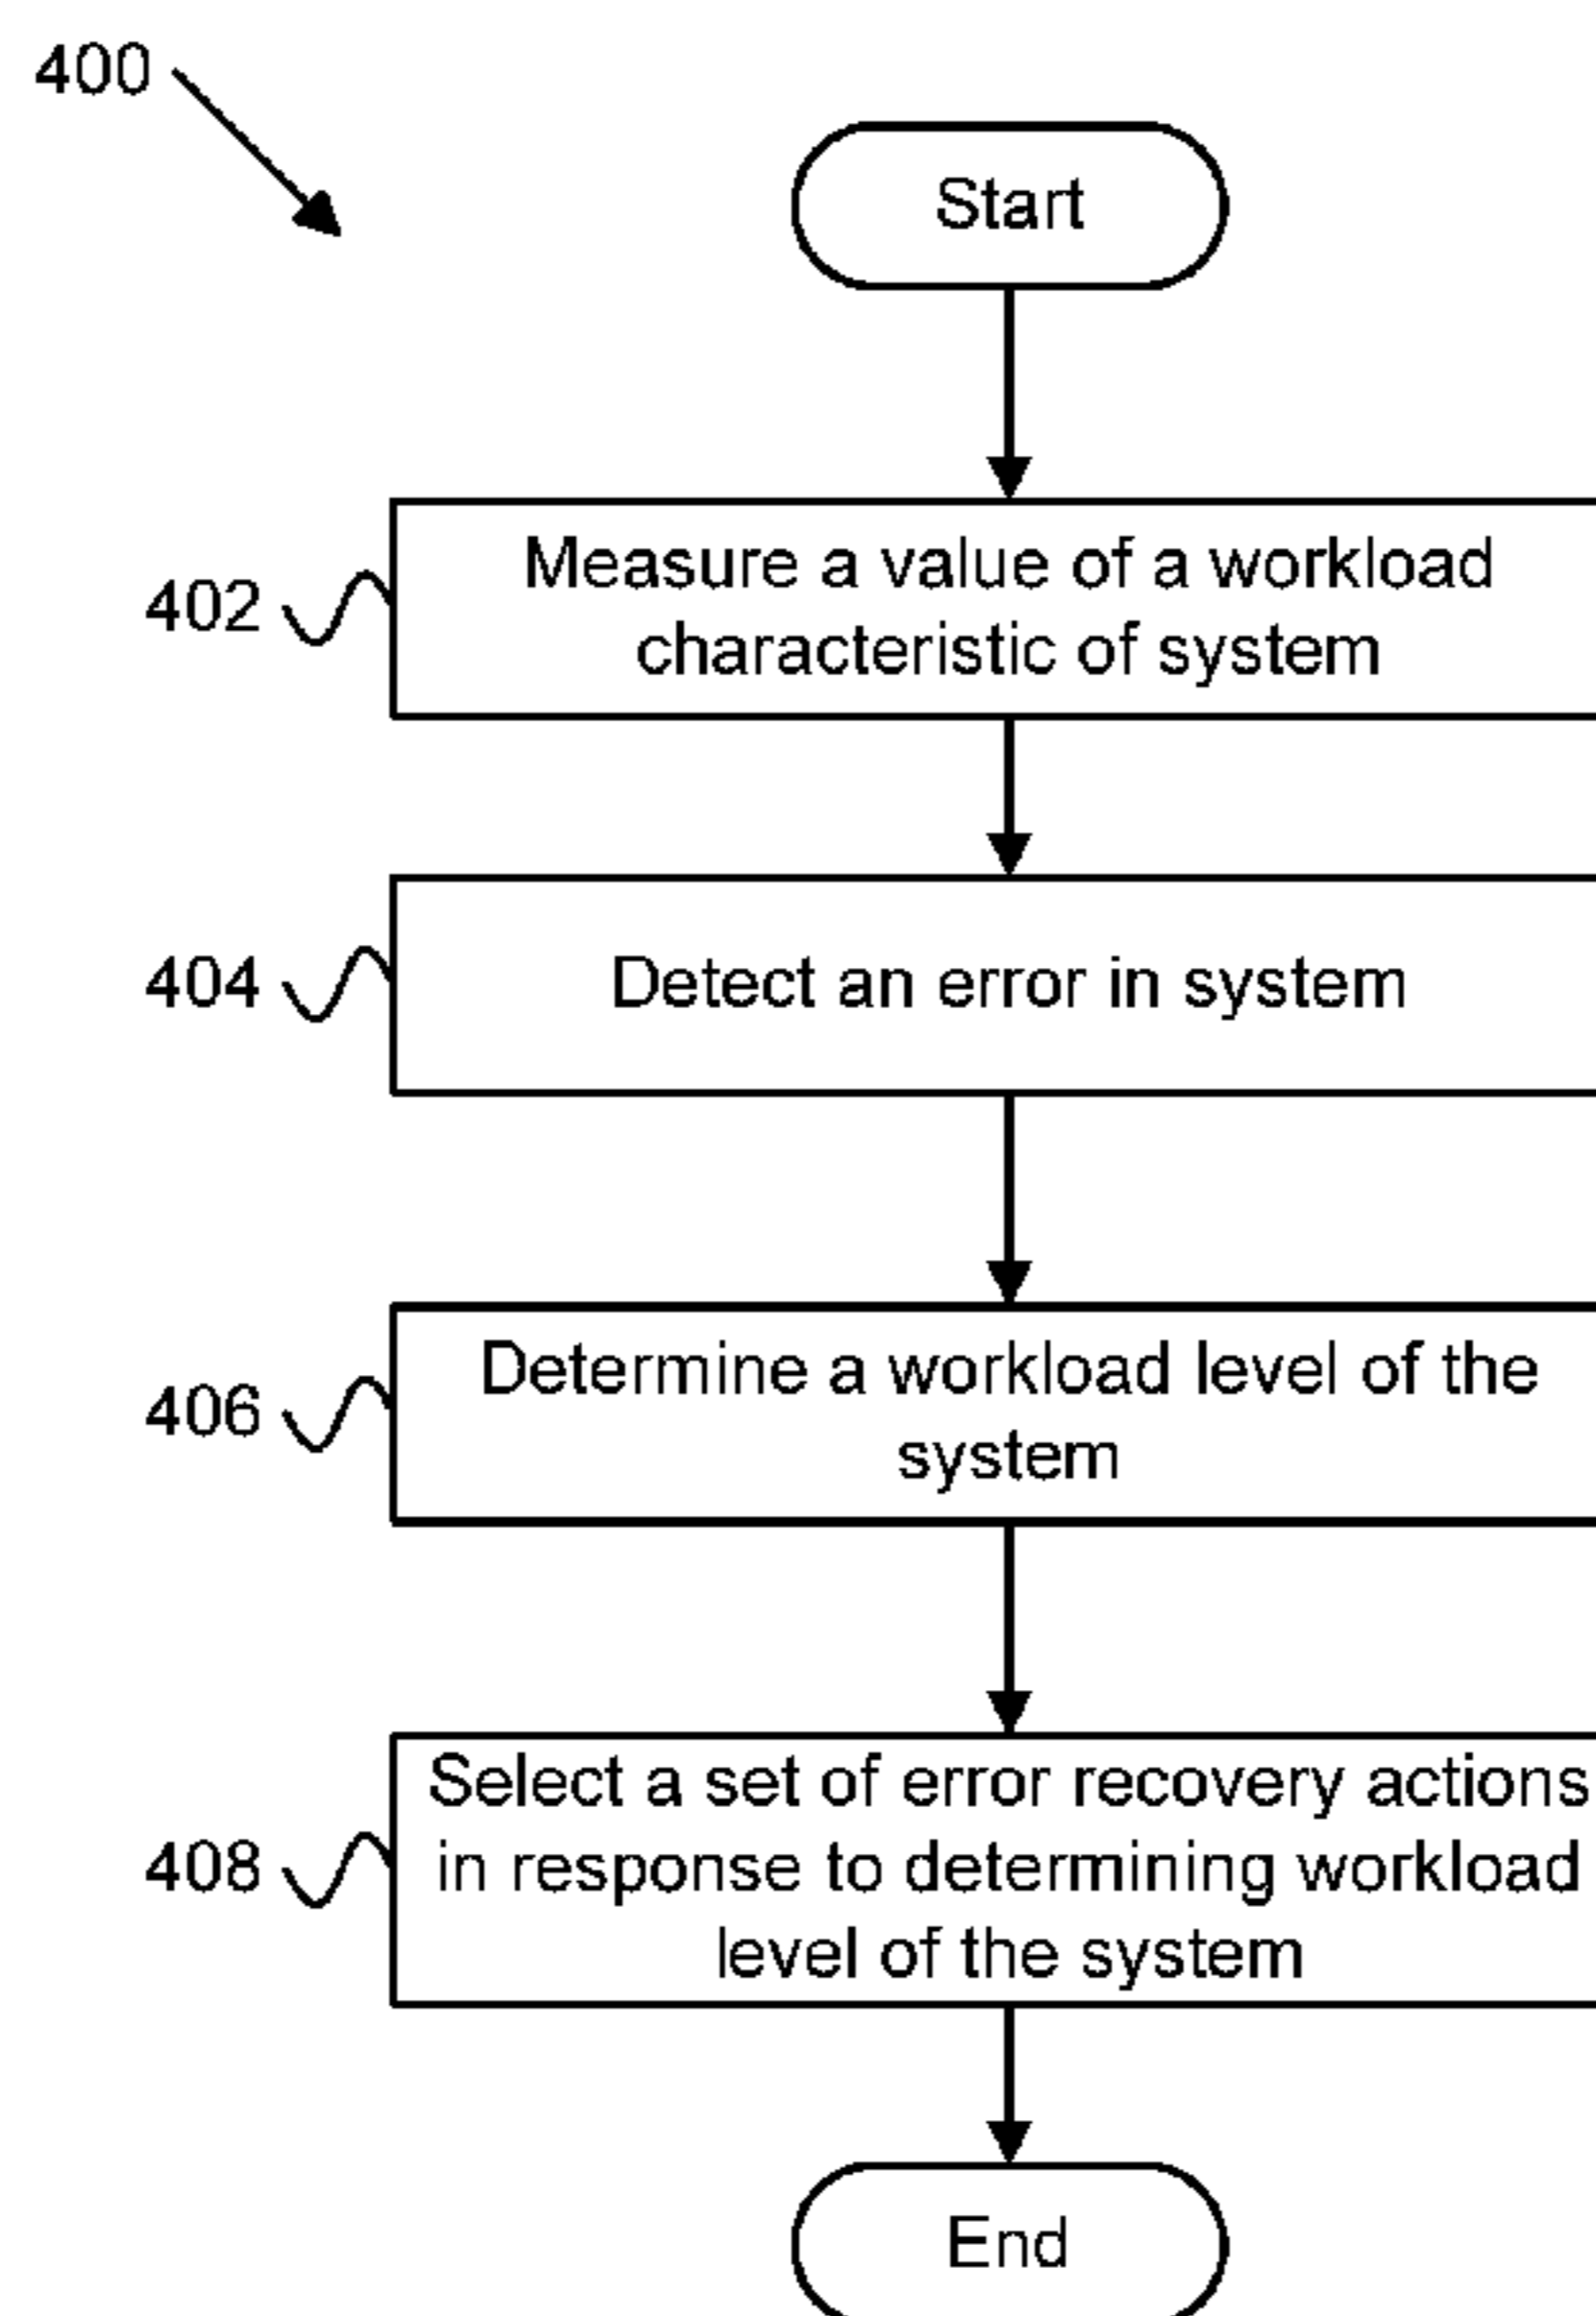 400
Start
402
Measure a value of a workload
characteristic of system
404
Detect an error in system
406
Determine a workload level of the
system
408
Select a set of error recovery actions
in response to determining workload
level of the system
End